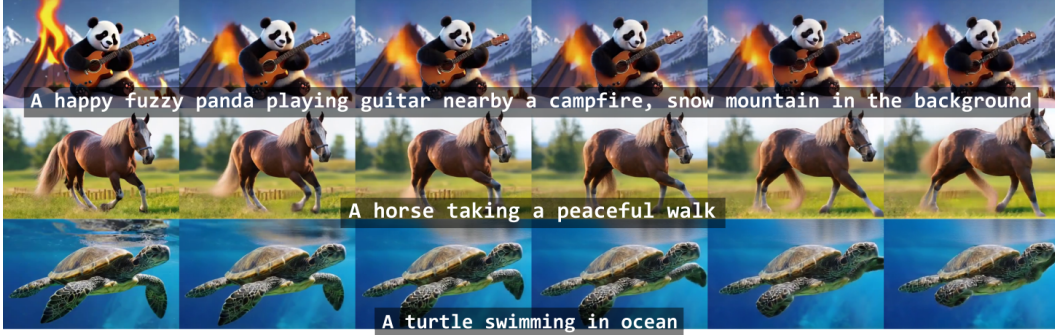 A happy fuzzy panda playing guitar nearby a campfire, snow mountain in the background
A horse taking a peaceful walk
A turtle swimming in ocean